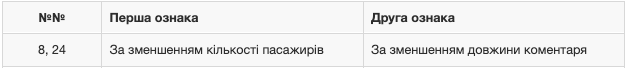 №№ Перша ознака Друга ознака
8, 24 За зменшенням кількості пасажирів За зменшенням довжини коментаря